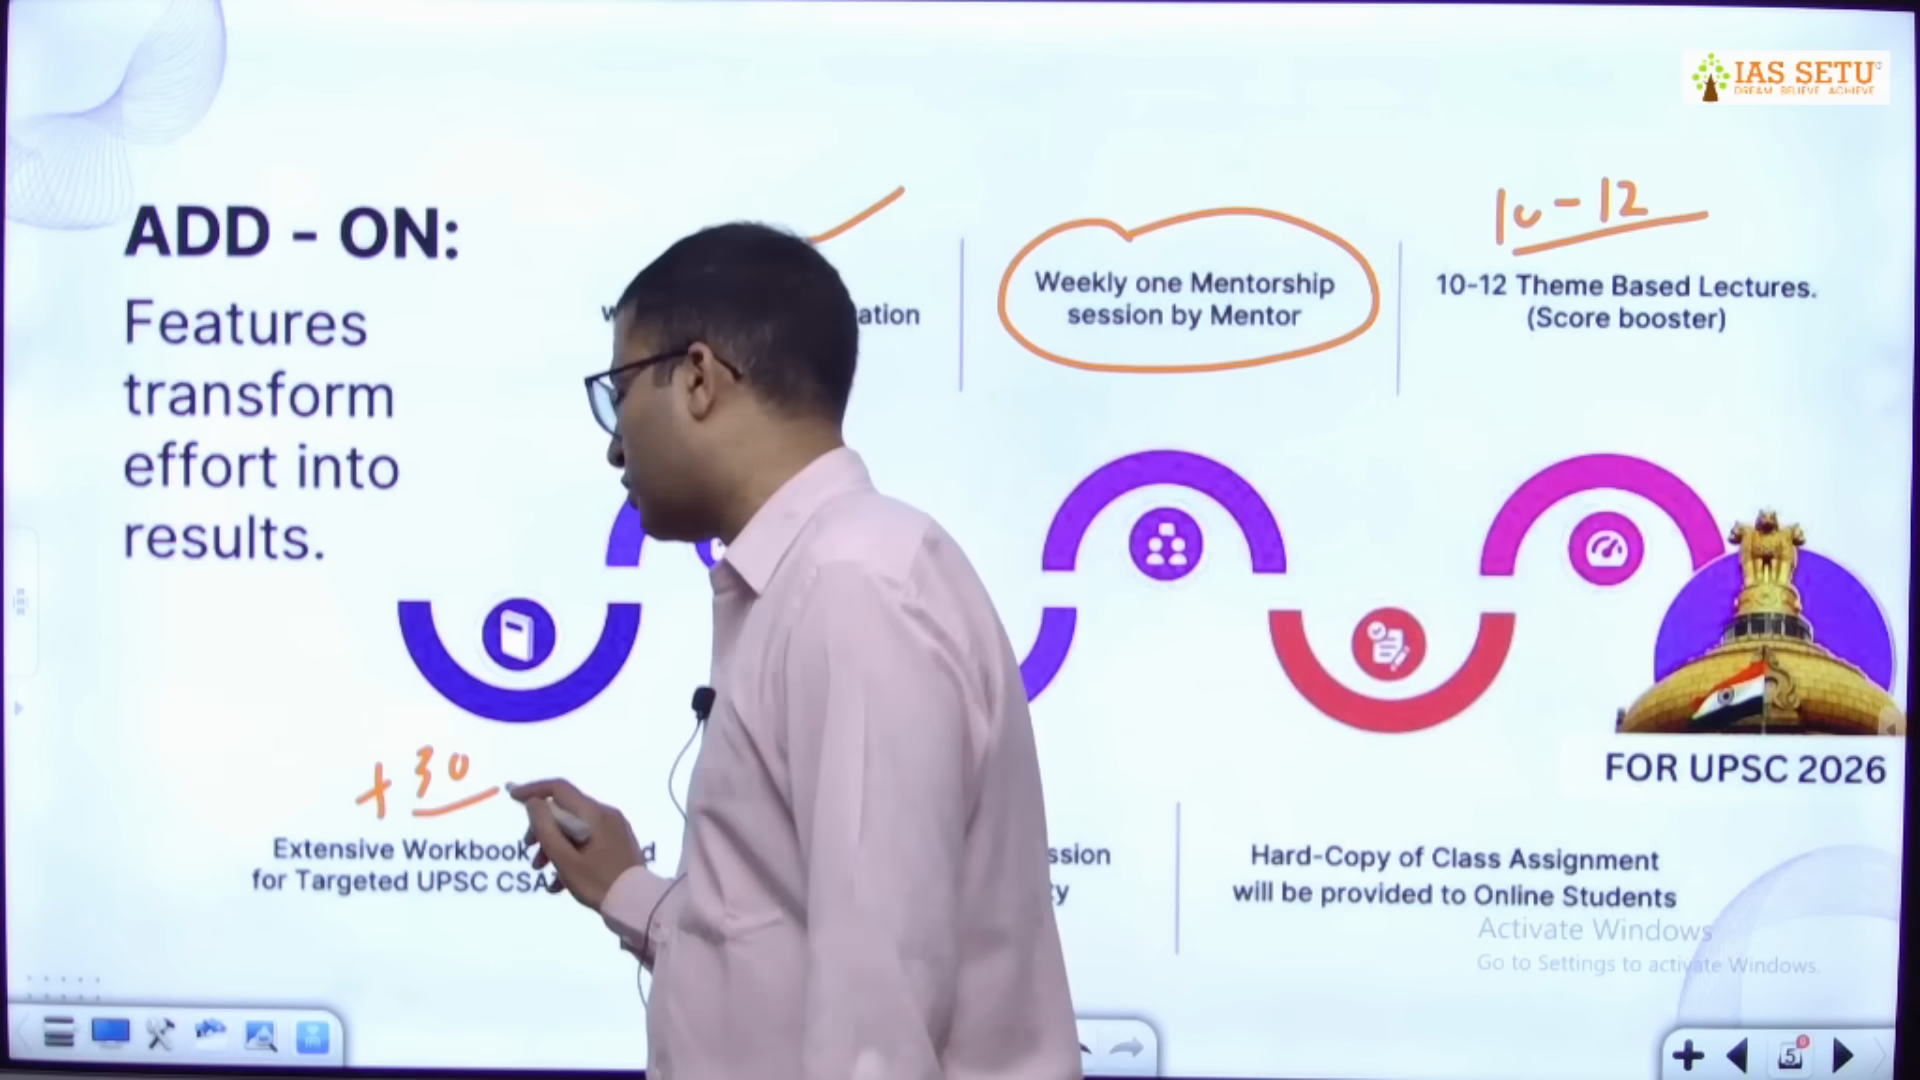 IAS SETU
DREAM BELIEVE ACHIEVE
ADD - ON:
Features
transform
effort into
results.
Weekly one Mentorship
session by Mentor
10-12
10-12 Theme Based Lectures.
(Score booster)
+30
Extensive Workbook
for Targeted UPSC
Hard-Copy of Class Assignment
will be provided to Online Students
FOR UPSC 2026
Activate Windows
Go to Settings to activate Windows.
5